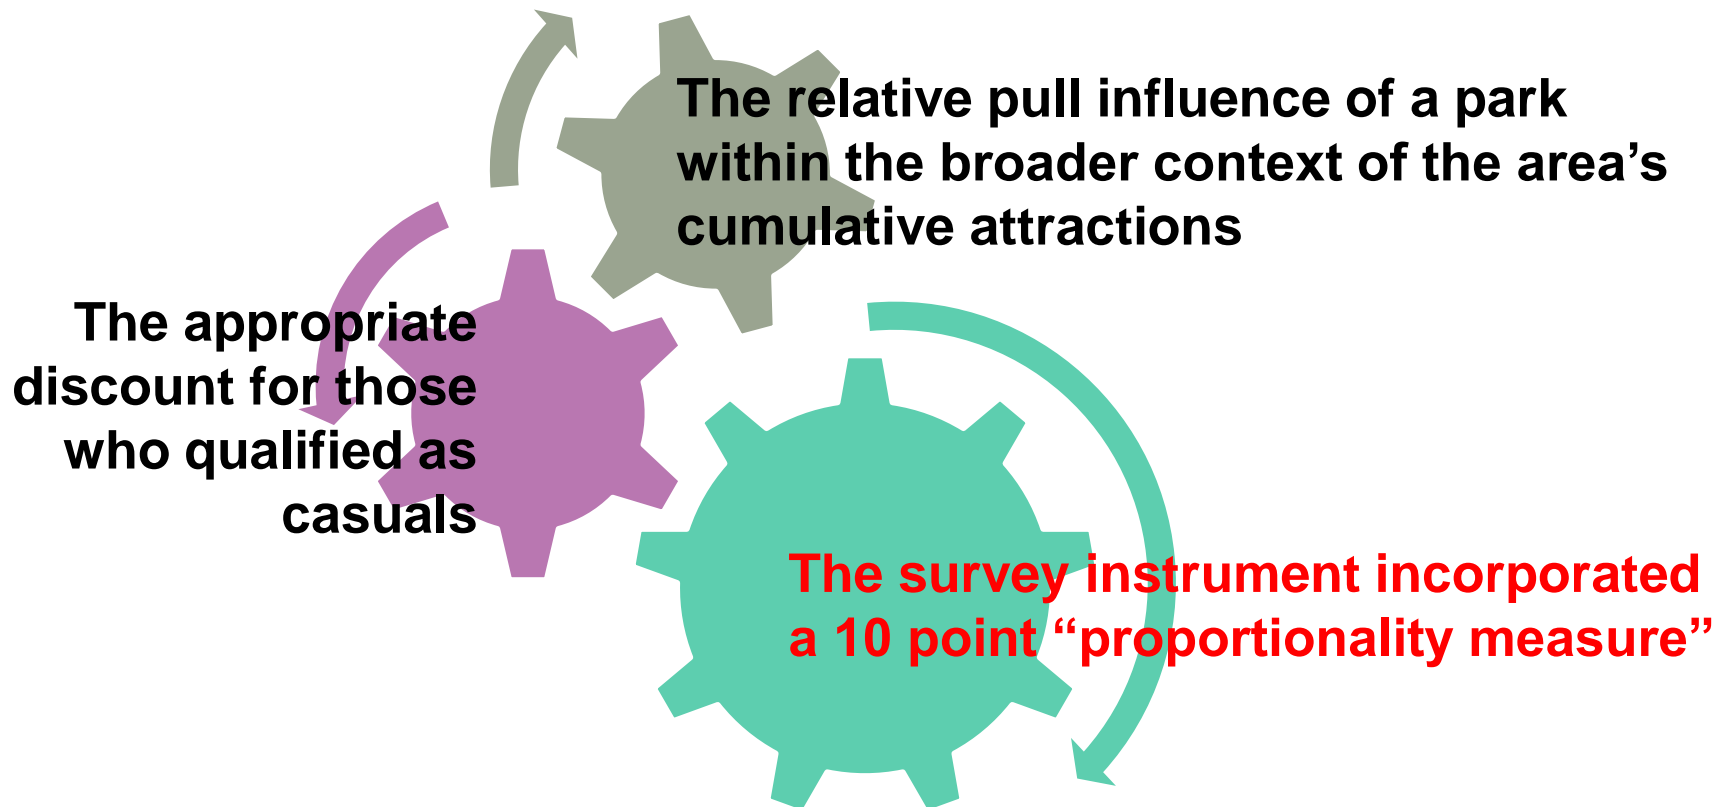 The relative pull influence of a park
within the broader context of the area’s
cumulative attractions
The appropriate
discount for those
who qualified as
casuals
The survey instrument incorporated
a 10 point “proportionality measure”